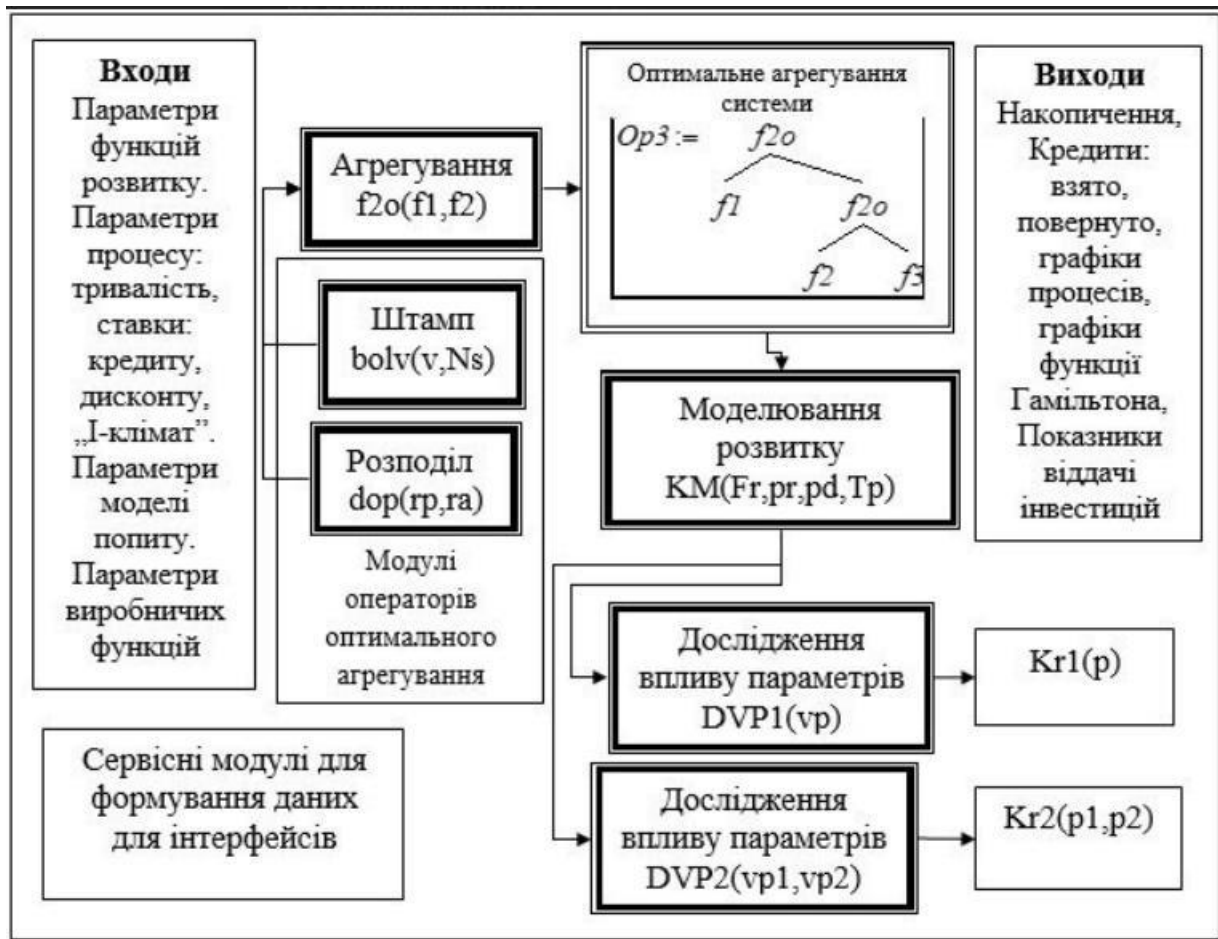 Входи
Параметри
функцій
розвитку.
Параметри
процесу:
тривалість,
ставки:
кредиту,
дисконту,
„І-клімат”.
Параметри
моделі
попиту.
Параметри
виробничих
функцій
Агрегування
f2o(f1,f2)
Штамп
bolv(v,Ns)
Розподіл
dop(rp,ra)
Модулі
операторів
оптимального
агрегування
Оптимальне агрегування
системи
Op3 := f2o
f1 f2o
f2 f3
Моделювання
розвитку
KM(Fr,pr,pd,Tp)
Виходи
Накопичення,
Кредити:
взято,
повернуто,
графіки
процесів,
графіки
функції
Гамільтона,
Показники
віддачі
інвестицій
Дослідження
впливу параметрів
DVP1(vp)
Kr1(p)
Дослідження
впливу параметрів
DVP2(vp1,vp2)
Kr2(p1,p2)
Сервісні модулі для
формування даних
для інтерфейсів